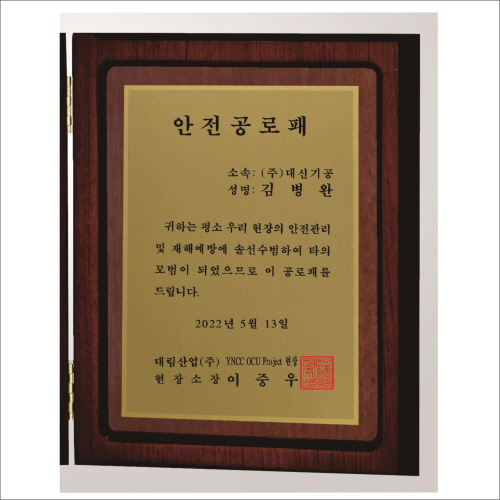 안전공로패
소속: (주)대신기공
성명: 김병완
귀하는 평소 우리 현장의 안전관리
및 재해예방에 솔선수범하여 타의
모범이 되었으므로 이 공로패를
드립니다.
2022년 5월 13일
대림산업(주) YNCC OCU Project 현장
현장소장 이중우